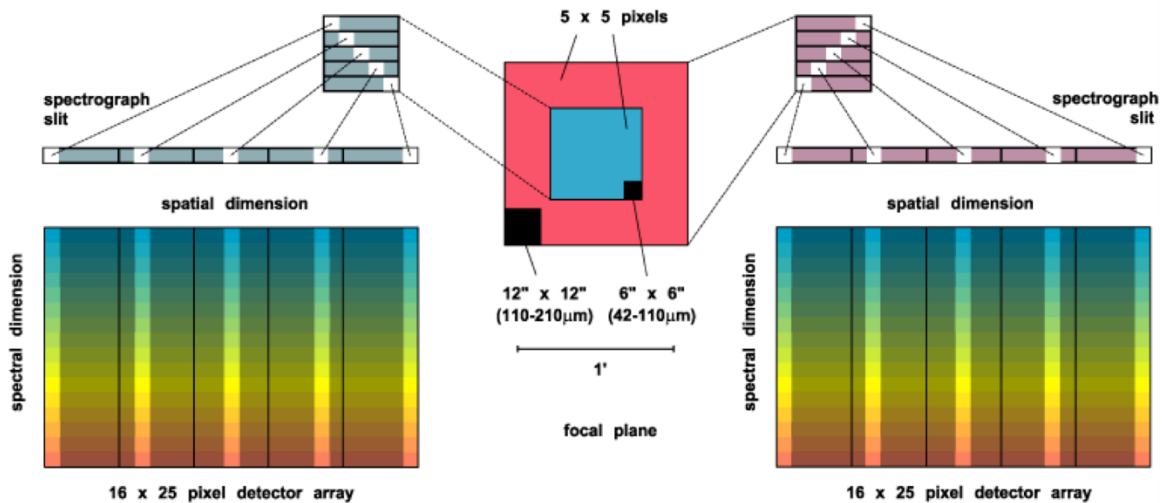 5 x 5 pixels
spectrograph
slit
spectrograph
slit
spatial dimension
spatial dimension
spectral dimension
spectral dimension
12" x 12"
(110-210μm)
6" x 6"
(42-110μm)
1'
focal plane
16 x 25 pixel detector array
16 x 25 pixel detector array